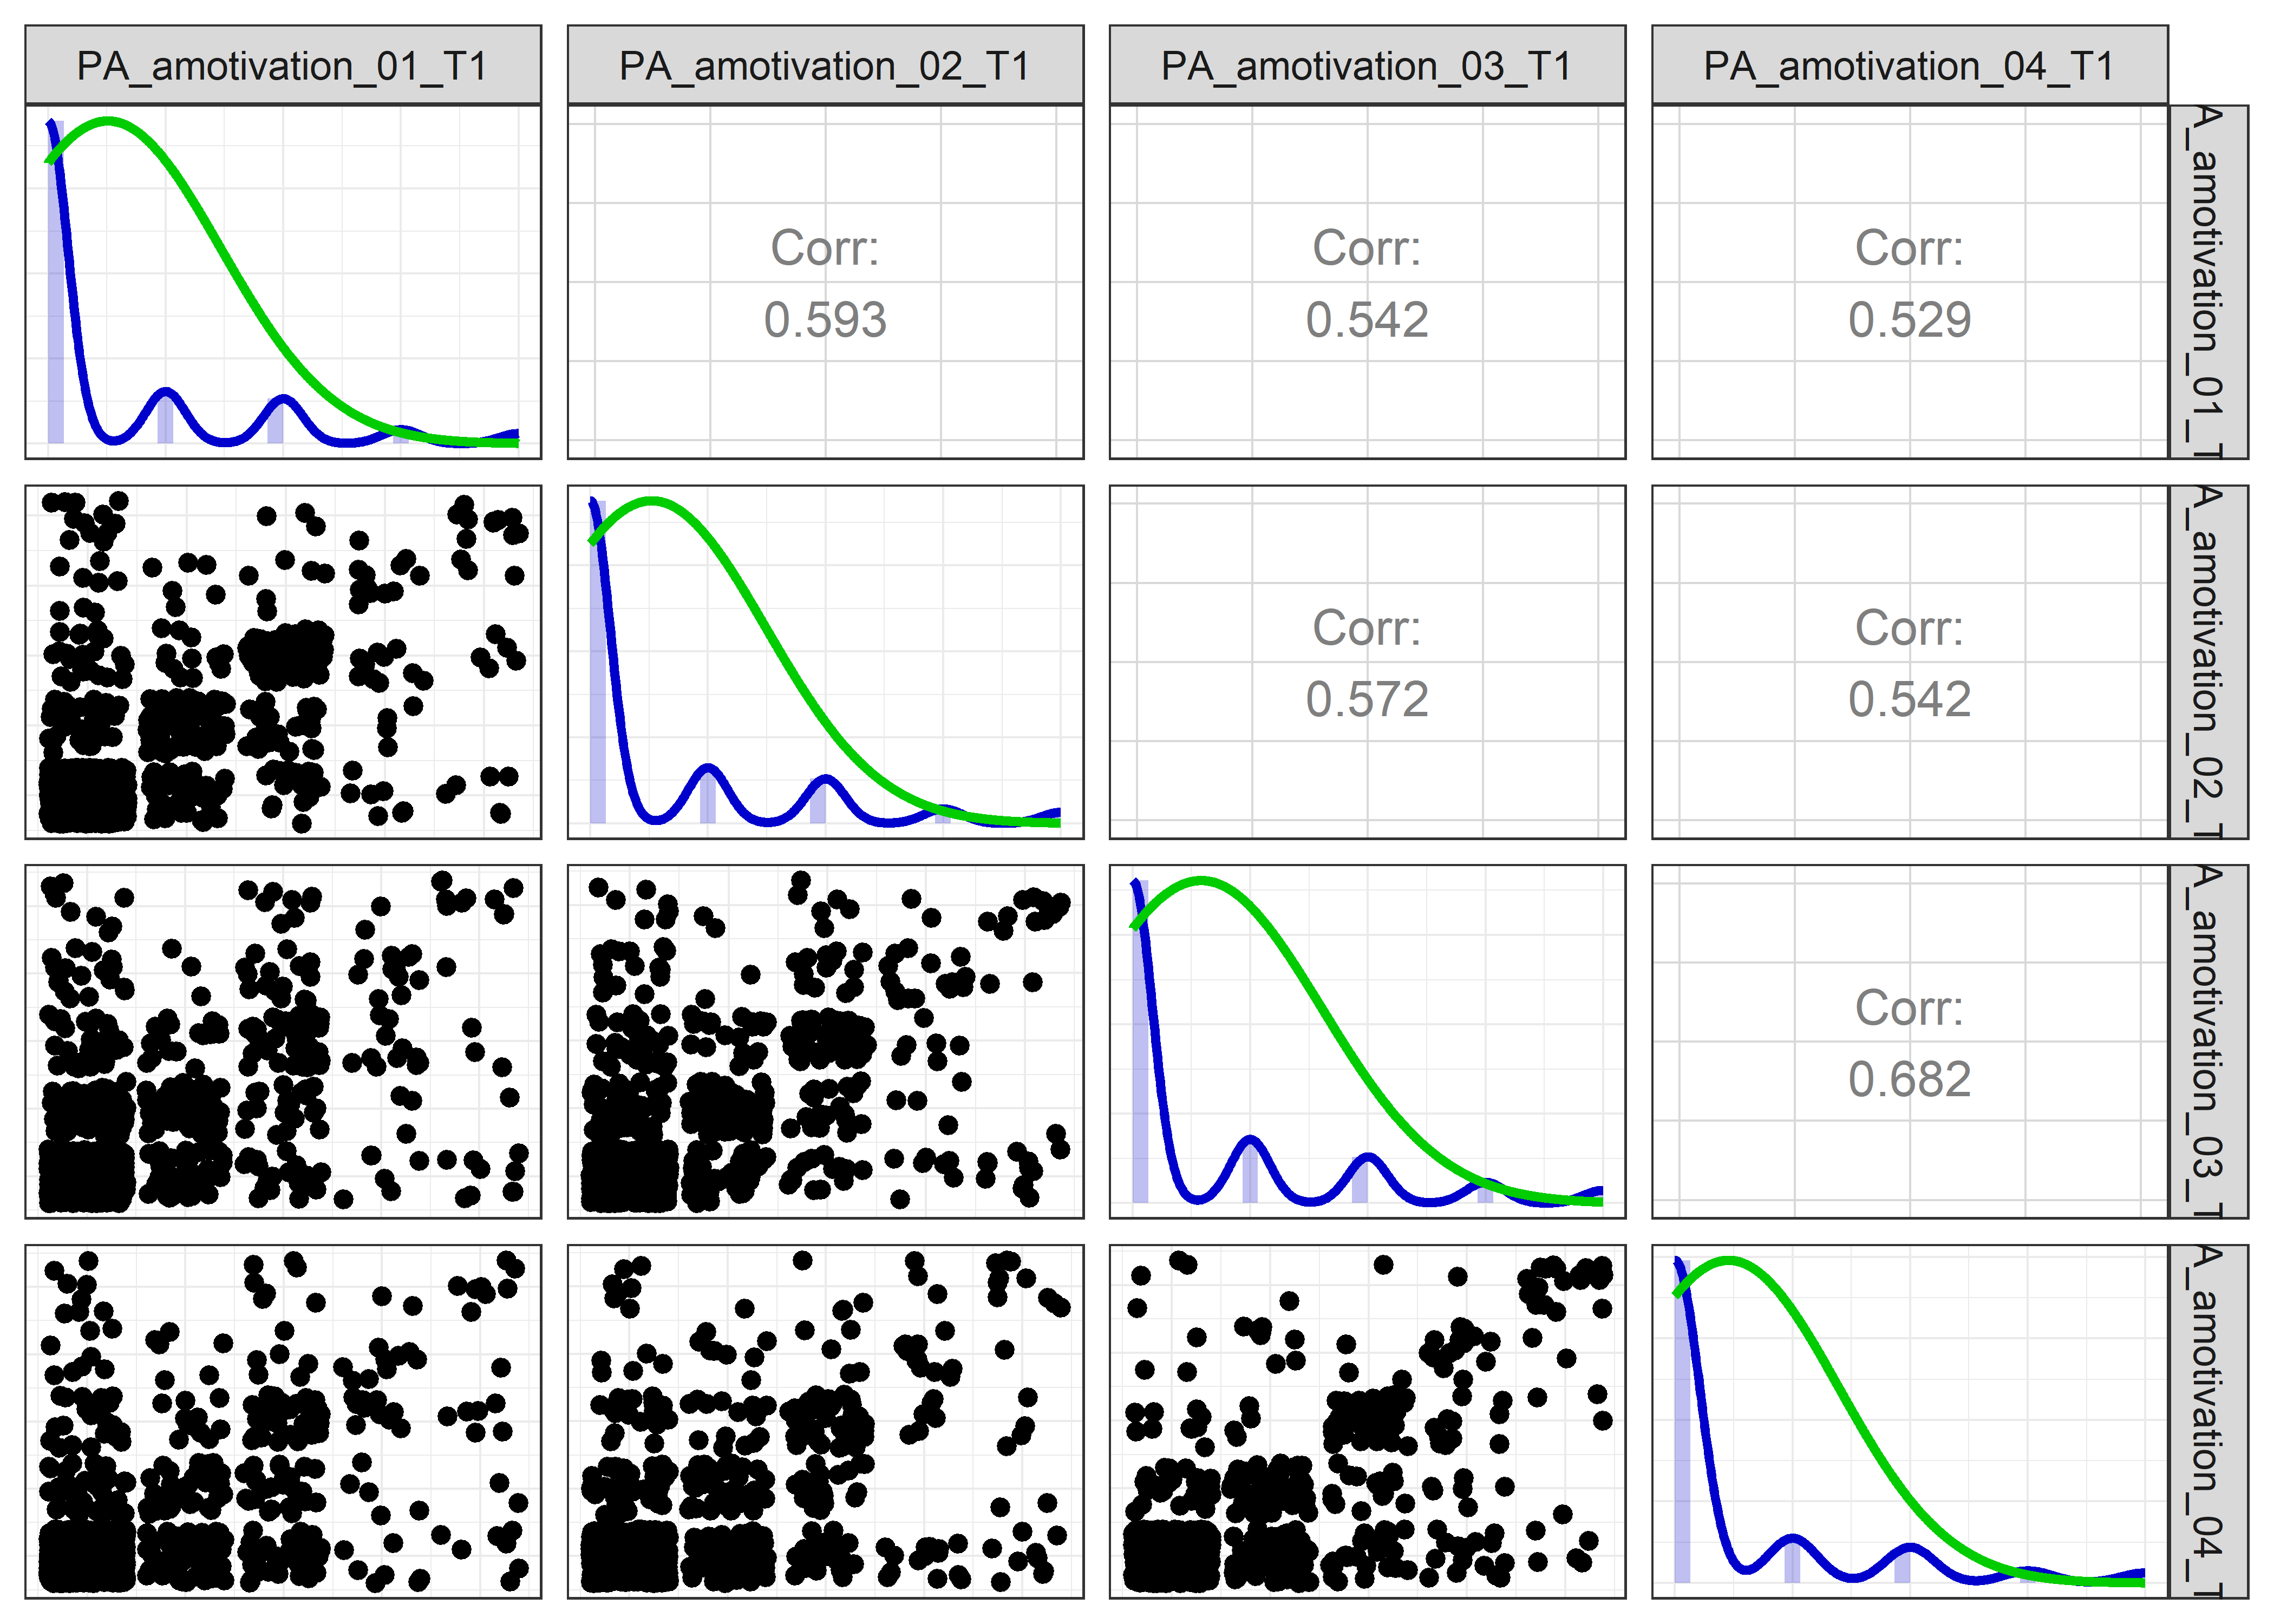 PA_amotivation_01_T1
PA_amotivation_02_T1
PA_amotivation_03_T1
PA_amotivation_04_T1
Corr:
0.593
Corr:
0.542
Corr:
0.529
A_amotivation_01_T
Corr:
0.572
Corr:
0.542
A_amotivation_02_T
Corr:
0.682
A_amotivation_03_T
A_amotivation_04_T